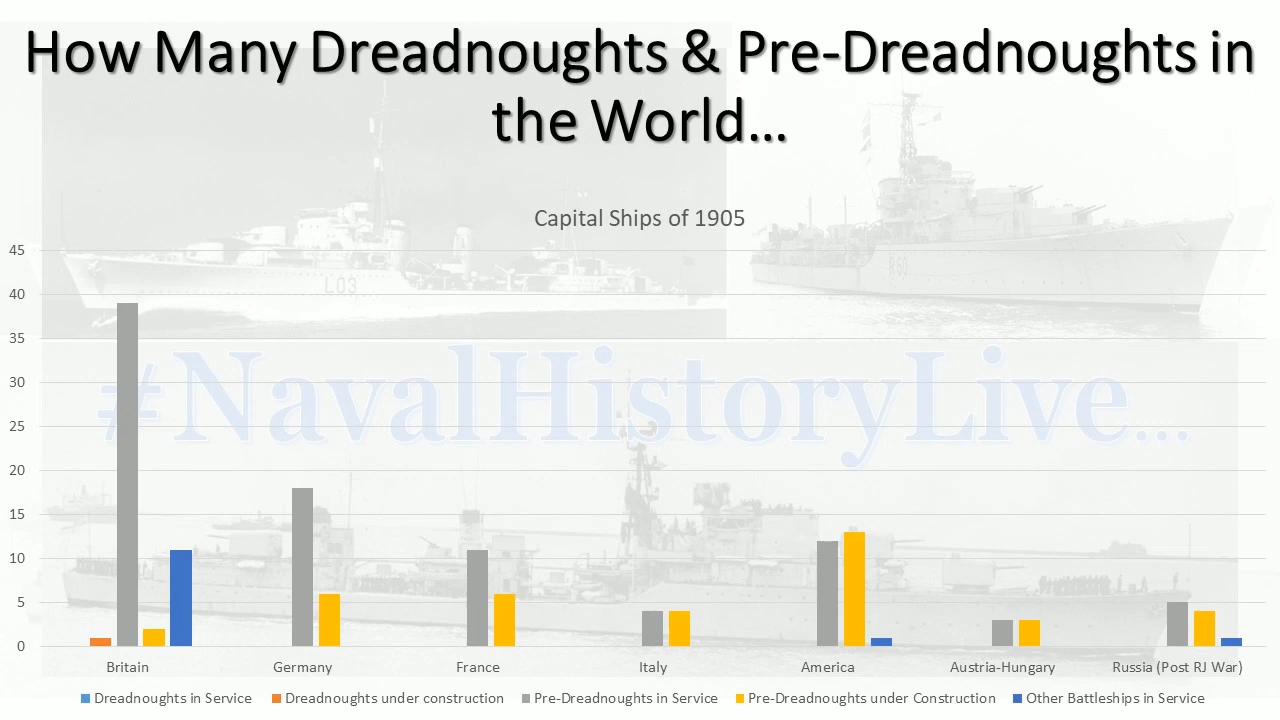 How Many Dreadnoughts & Pre-Dreadnoughts in
the World…
Capital Ships of 1905
45
40
L03
R60
35
#NavalHistoryLive...
30
25
20
15
10
5
0
Britain Germany France Italy America Austria-Hungary Russia (Post RJ War)
Dreadnoughts in Service Dreadnoughts under construction Pre-Dreadnoughts in Service Pre-Dreadnoughts under Construction Other Battleships in Service